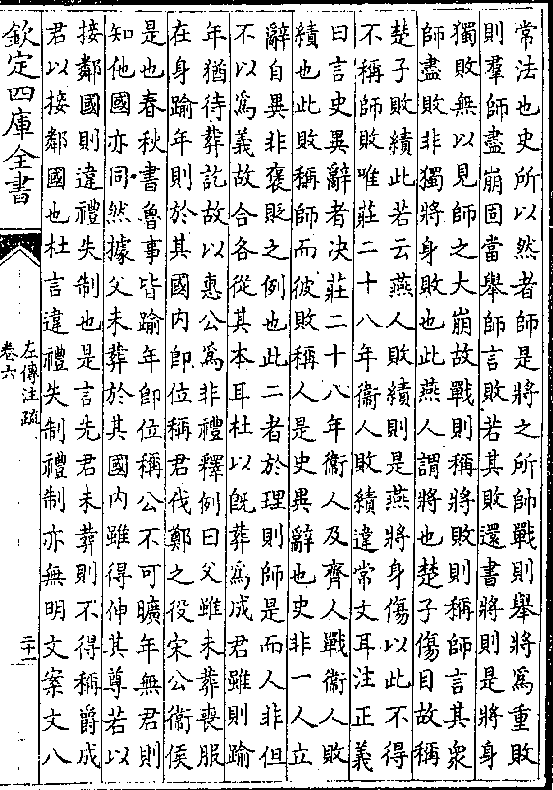 常法也史所以然者師是將之所師戰則舉將爲重敗
則羣師盡崩固當舉師言敗若其敗還書將則是將身
獨敗無以見師之大崩故戰則稱將敗則稱師言其衆
師盡敗非獨將身敗也此燕人謂將也楚子傷目故稱
楚子敗績此若云燕人敗績則是燕將身傷以此不得
不稱師敗唯莊二十八年衞人敗績違常文耳注正義
曰言史異辭者决莊二十八年衞人及齊人戰衞人敗
績也此敗稱師而彼敗稱人是史異辭也史非一人立
辭自異非褒貶之例也此二者於理則師是而人非但
不以爲義故合各從其本耳杜以旣葬爲成君雖則踰
年猶待葬訖故以惠公爲非禮釋例曰父雖未葬喪服
在身踰年則於其國内卽位稱君伐鄭之役宋公衞侯
是也春秋書魯事皆踰年卽位稱公不可曠年無君則
知他國亦同然據父未葬於其國内雖得伸其尊若以
接鄰國則違禮失制也是言先君未葬則不得稱爵成
君以接鄰國也杜言違禮失制禮制亦無明文案文八
欽定四庫全書
左傳注疏
卷六
二十一